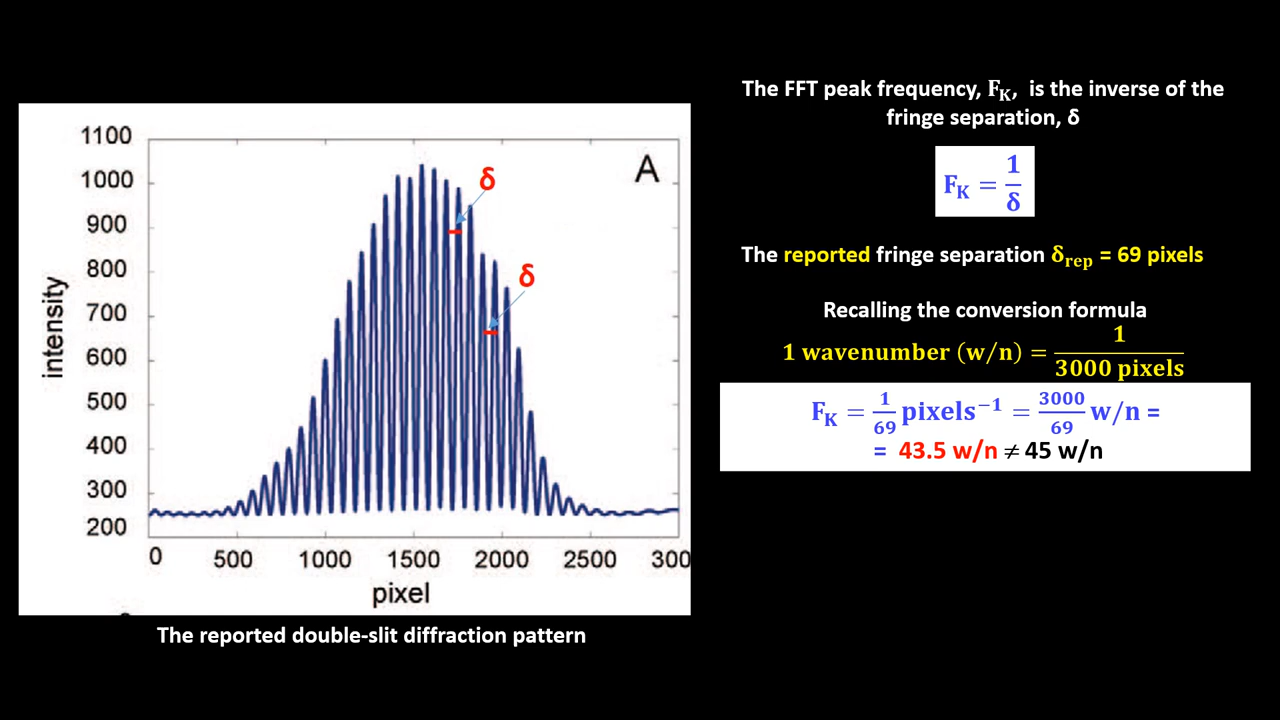 The FFT peak frequency, F_K, is the inverse of the
fringe separation, δ
F_K = 1/δ
The reported fringe separation δ_rep = 69 pixels
Recalling the conversion formula
1 wavenumber (w/n) = 1/3000 pixels
F_K = 1/69 pixels⁻¹ = 3000/69 w/n =
= 43.5 w/n ≠ 45 w/n
A
δ
δ
intensity
1100
1000
900
800
700
600
500
400
300
200
0 500 1000 1500 2000 2500 300
pixel
The reported double-slit diffraction pattern